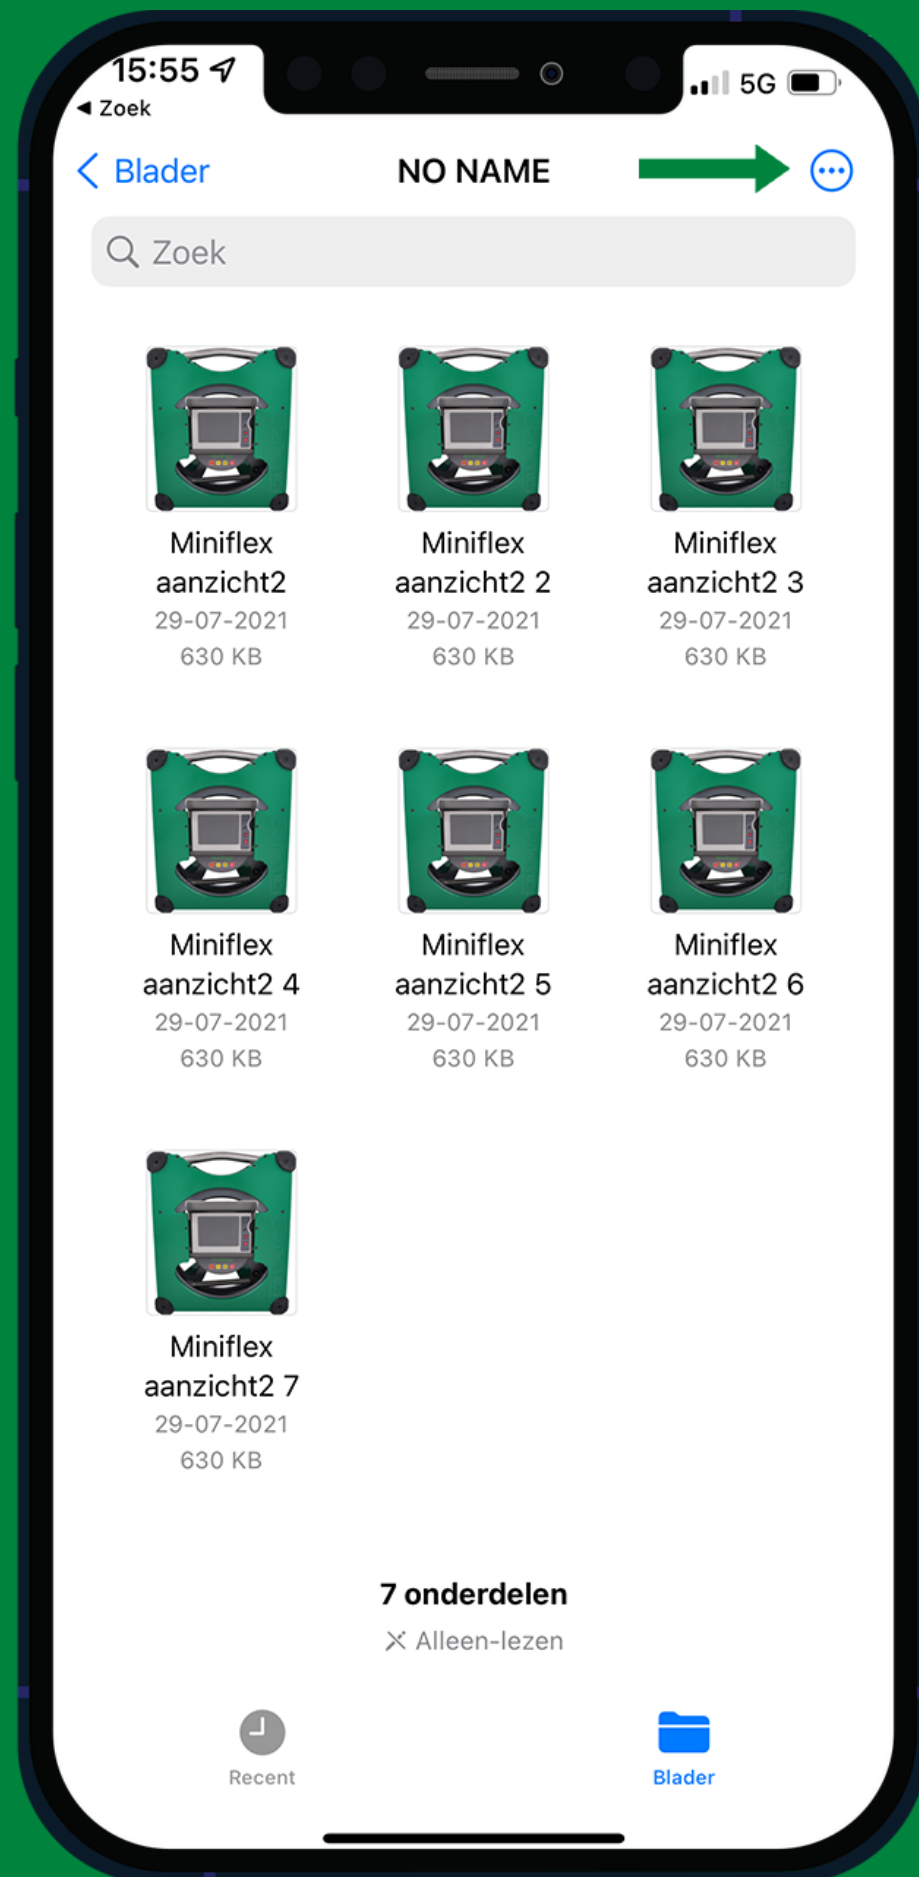 15:55
5G
◀ Zoek
Blader
NO NAME
Zoek
Miniflex
aanzicht2
29-07-2021
630 KB
Miniflex
aanzicht2 2
29-07-2021
630 KB
Miniflex
aanzicht2 3
29-07-2021
630 KB
Miniflex
aanzicht2 4
29-07-2021
630 KB
Miniflex
aanzicht2 5
29-07-2021
630 KB
Miniflex
aanzicht2 6
29-07-2021
630 KB
Miniflex
aanzicht2 7
29-07-2021
630 KB
7 onderdelen
Alleen-lezen
Recent
Blader